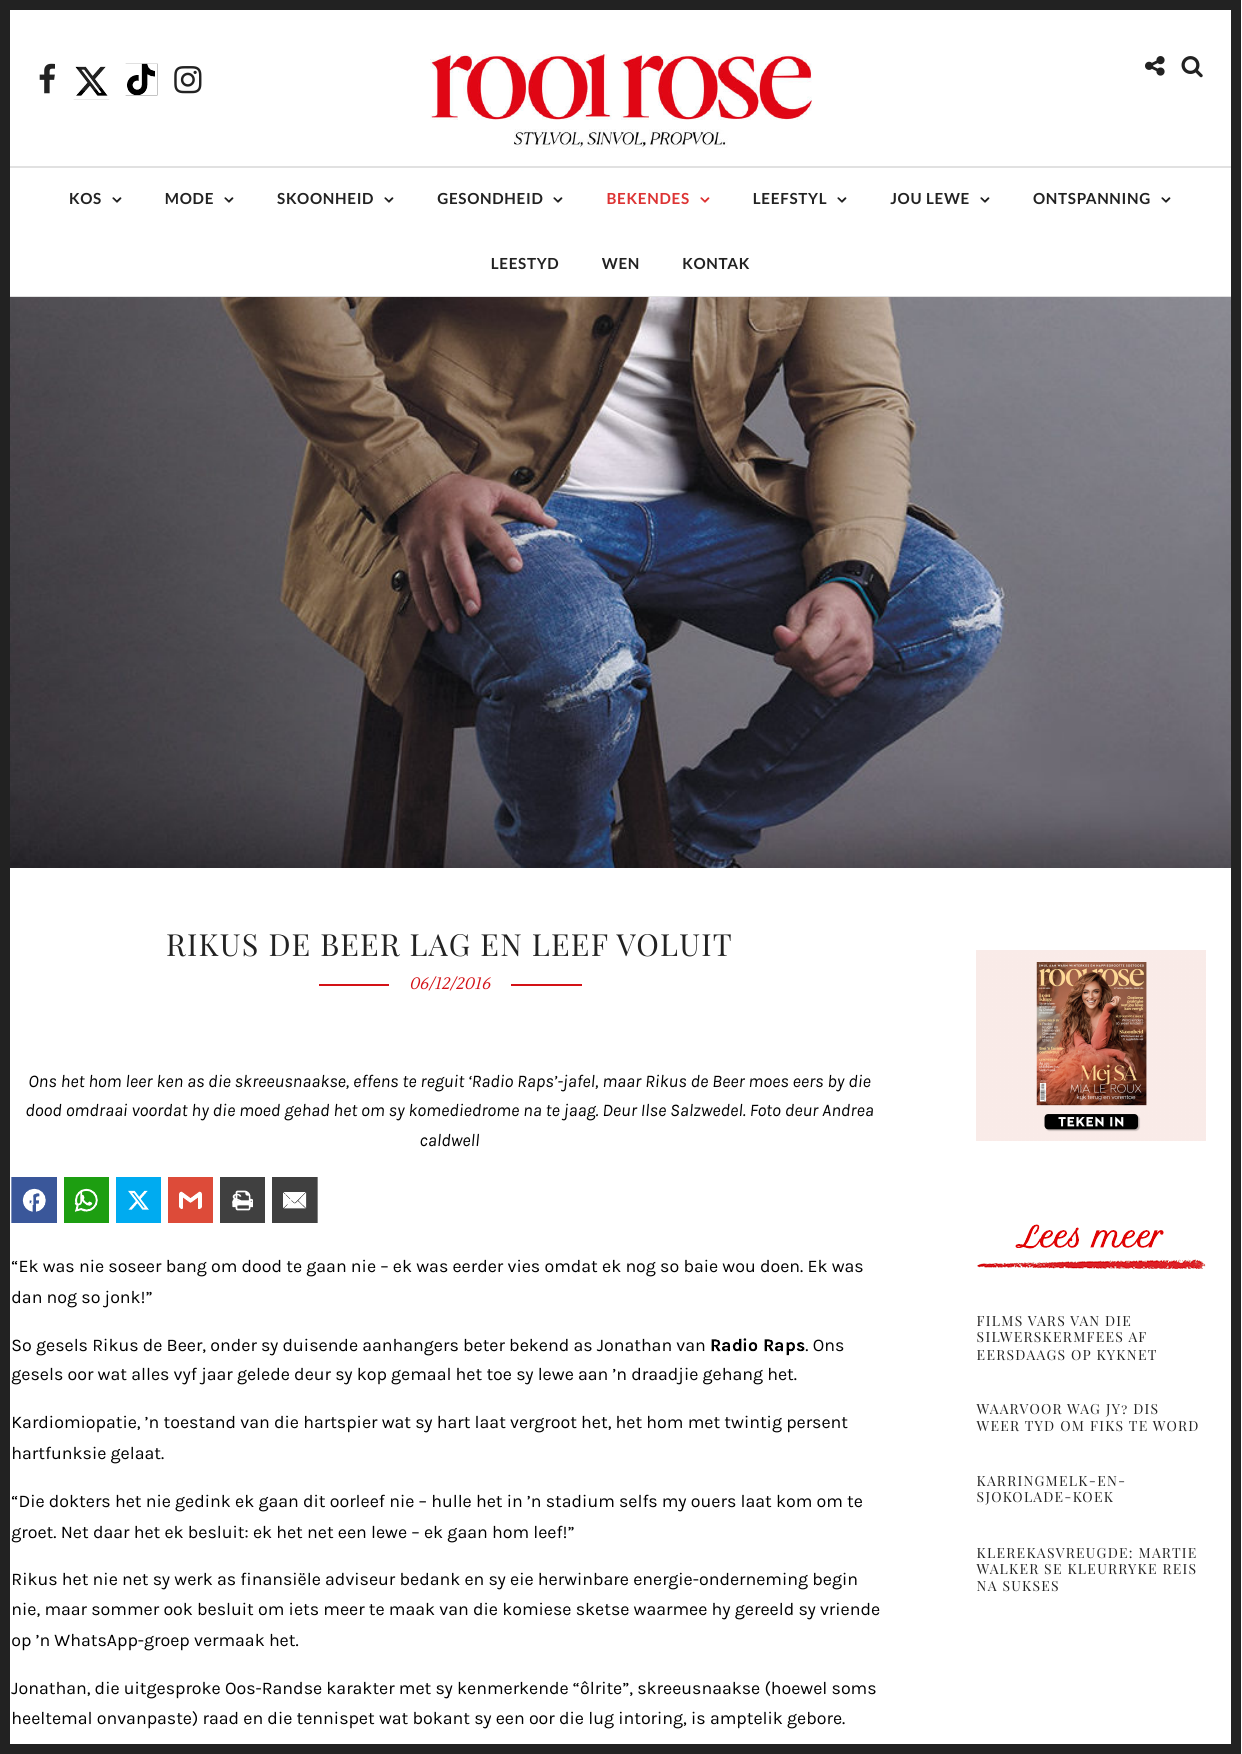 rooi rose
STYLVOL, SINVOL, PROPVOL.
KOS MODE SKOONHEID GESONDHEID BEKENDES LEEFSTYL JOU LEWE ONTSPANNING
LEESTYD WEN KONTAK
RIKUS DE BEER LAG EN LEEF VOLUIT
06/12/2016
Ons het hom leer ken as die skreeusnaakse, effens te reguit ‘Radio Raps’-jafel, maar Rikus de Beer moes eers by die
dood omdraai voordat hy die moed gehad het om sy komediedrome na te jaag. Deur Ilse Salzwedel. Foto deur Andrea
caldwell
“Ek was nie soseer bang om dood te gaan nie – ek was eerder vies omdat ek nog so baie wou doen. Ek was
dan nog so jonk!”
So gesels Rikus de Beer, onder sy duisende aanhangers beter bekend as Jonathan van Radio Raps. Ons
gesels oor wat alles vyf jaar gelede deur sy kop gemaal het toe sy lewe aan ’n draadjie gehang het.
Kardiomiopatie, ’n toestand van die hartspier wat sy hart laat vergroot het, het hom met twintig persent
hartfunksie gelaat.
“Die dokters het nie gedink ek gaan dit oorleef nie – hulle het in ’n stadium selfs my ouers laat kom om te
groet. Net daar het ek besluit: ek het net een lewe – ek gaan hom leef!”
Rikus het nie net sy werk as finansiële adviseur bedank en sy eie herwinbare energie-onderneming begin
nie, maar sommer ook besluit om iets meer te maak van die komiese sketse waarmee hy gereeld sy vriende
op ’n WhatsApp-groep vermaak het.
Jonathan, die uitgesproke Oos-Randse karakter met sy kenmerkende “ôlrite”, skreeusnaakse (hoewel soms
heeltemal onvanpaste) raad en die tennispet wat bokant sy een oor die lug intoring, is amptelik gebore.
rooi rose
Mej SA
MIA LE ROUX
kyk terug en vorentoe
TEKEN IN
Lees meer
FILMS VARS VAN DIE
SILWERSKERMFEES AF
EERSDAAGS OP KYKNET
WAARVOOR WAG JY? DIS
WEER TYD OM FIKS TE WORD
KARRINGMELK-EN-
SJOKOLADE-KOEK
KLEREKASVREUGDE: MARTIE
WALKER SE KLEURRYKE REIS
NA SUKSES